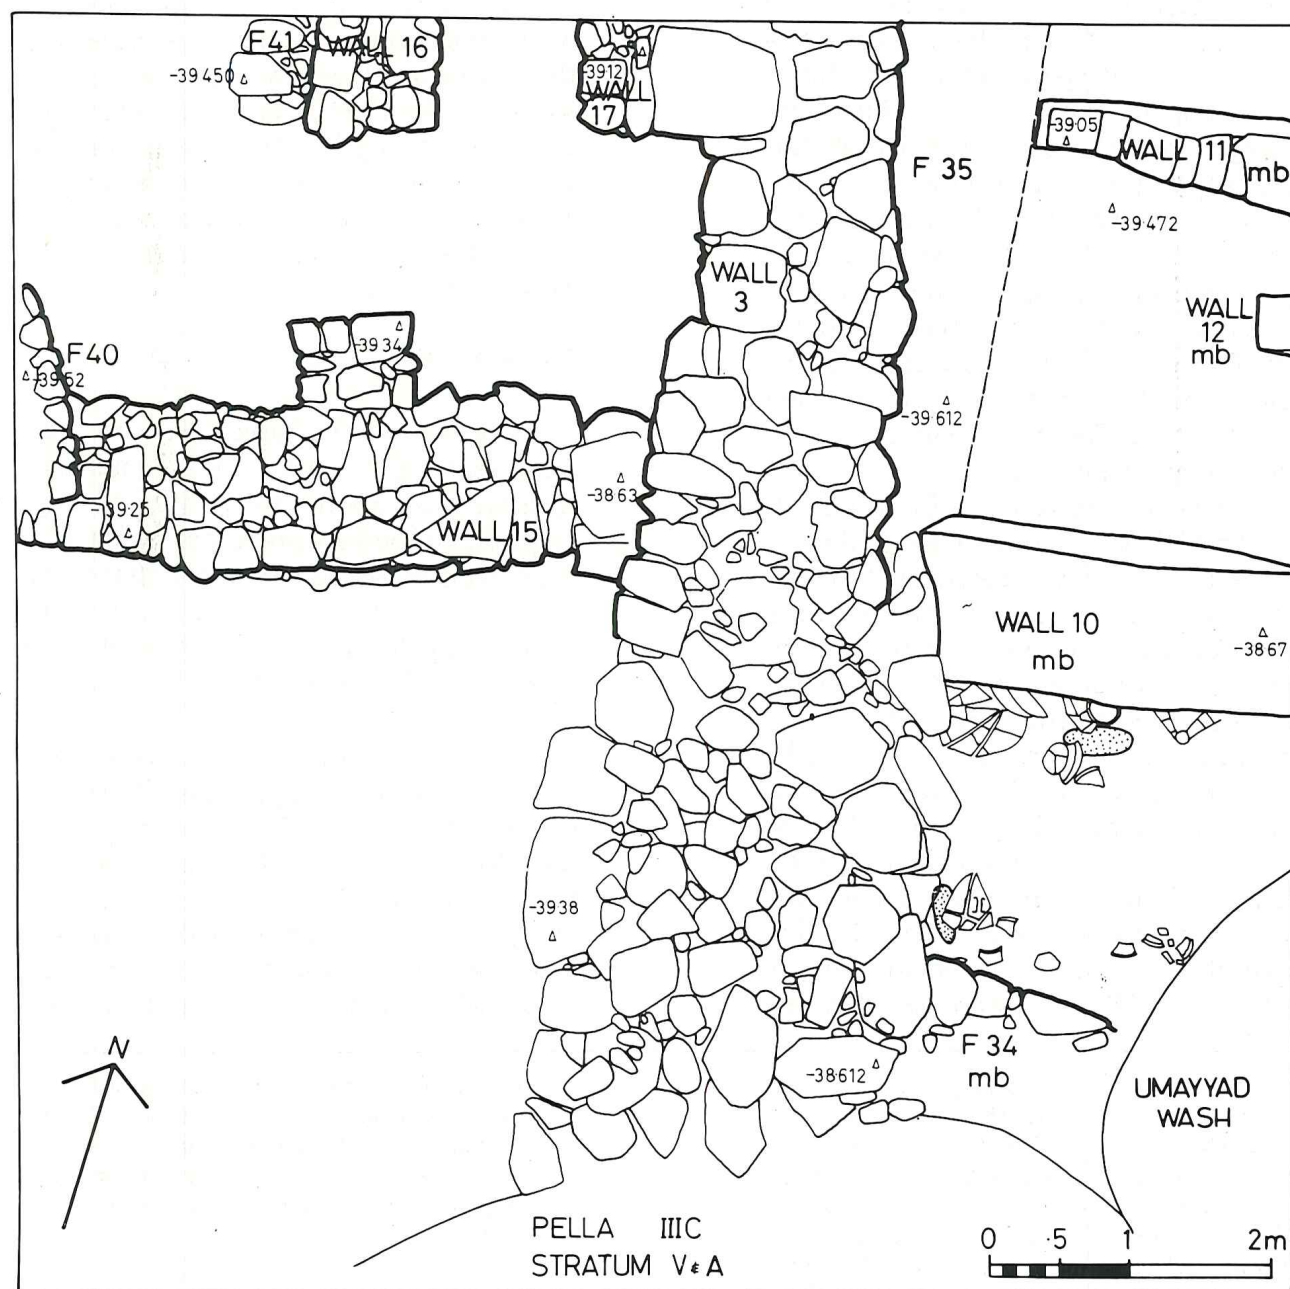 F41
WALL 16
-39 450
-3912
WALL
17
F 35
-39·05
WALL 11
mb
-39·472
WALL
3
WALL
12
mb
F40
-39·52
-39 34
-39·612
-38 63
-39·25
WALL 15
WALL 10
mb
-38 67
-39 38
N
F 34
mb
-38·612
UMAYYAD
WASH
PELLA IIIC
STRATUM V & A
0 ·5 1 2m